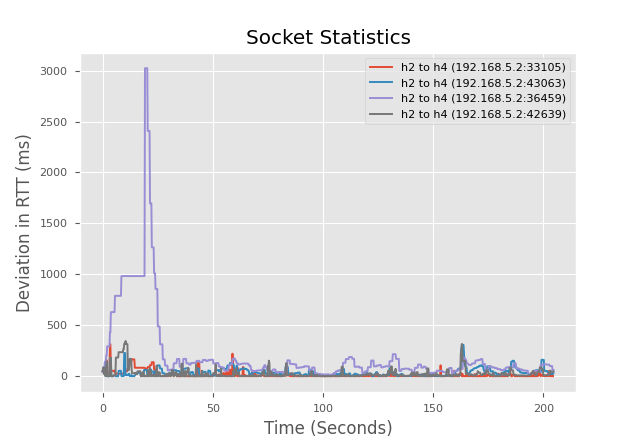 Socket Statistics
h2 to h4 (192.168.5.2:33105)
h2 to h4 (192.168.5.2:43063)
h2 to h4 (192.168.5.2:36459)
h2 to h4 (192.168.5.2:42639)
Deviation in RTT (ms)
3000
2500
2000
1500
1000
500
0
0
50
100
150
200
Time (Seconds)